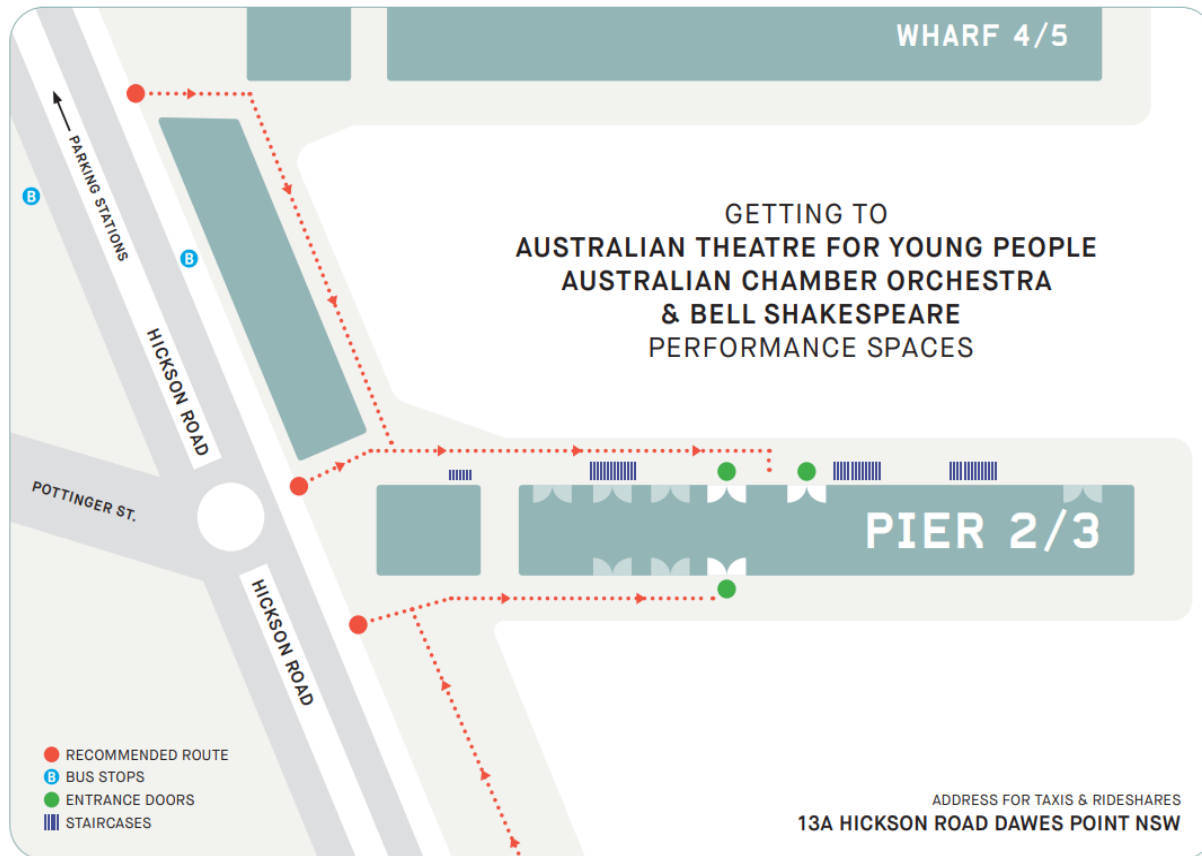 WHARF 4/5
PARKING STATIONS
B
B
GETTING TO
AUSTRALIAN THEATRE FOR YOUNG PEOPLE
AUSTRALIAN CHAMBER ORCHESTRA
& BELL SHAKESPEARE
PERFORMANCE SPACES
HICKSON ROAD
POTTINGER ST.
PIER 2/3
HICKSON ROAD
RECOMMENDED ROUTE
B BUS STOPS
ENTRANCE DOORS
STAIRCASES
ADDRESS FOR TAXIS & RIDESHARES
13A HICKSON ROAD DAWES POINT NSW